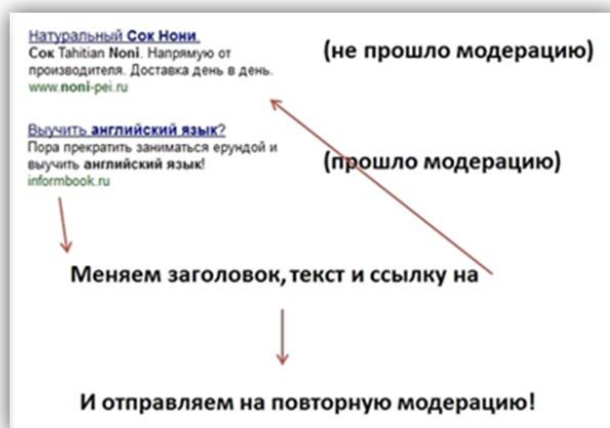 Натуральный Сок Нони.
Сок Tahitian Noni. Напрямую от
производителя. Доставка день в день.
www.noni-pei.ru
(не прошло модерацию)
Выучить английский язык?
Пора прекратить заниматься ерундой и
выучить английский язык!
informbook.ru
(прошло модерацию)
Меняем заголовок, текст и ссылку на
И отправляем на повторную модерацию!